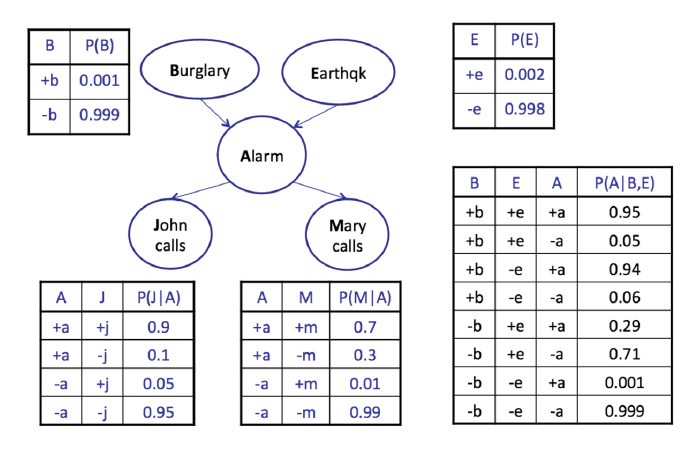 B P(B)
+b 0.001
-b 0.999
Burglary
Earthqk
E P(E)
+e 0.002
-e 0.998
Alarm
John
calls
Mary
calls
A J P(J|A)
+a +j 0.9
+a -j 0.1
-a +j 0.05
-a -j 0.95
A M P(M|A)
+a +m 0.7
+a -m 0.3
-a +m 0.01
-a -m 0.99
B E A P(A|B,E)
+b +e +a 0.95
+b +e -a 0.05
+b -e +a 0.94
+b -e -a 0.06
-b +e +a 0.29
-b +e -a 0.71
-b -e +a 0.001
-b -e -a 0.999